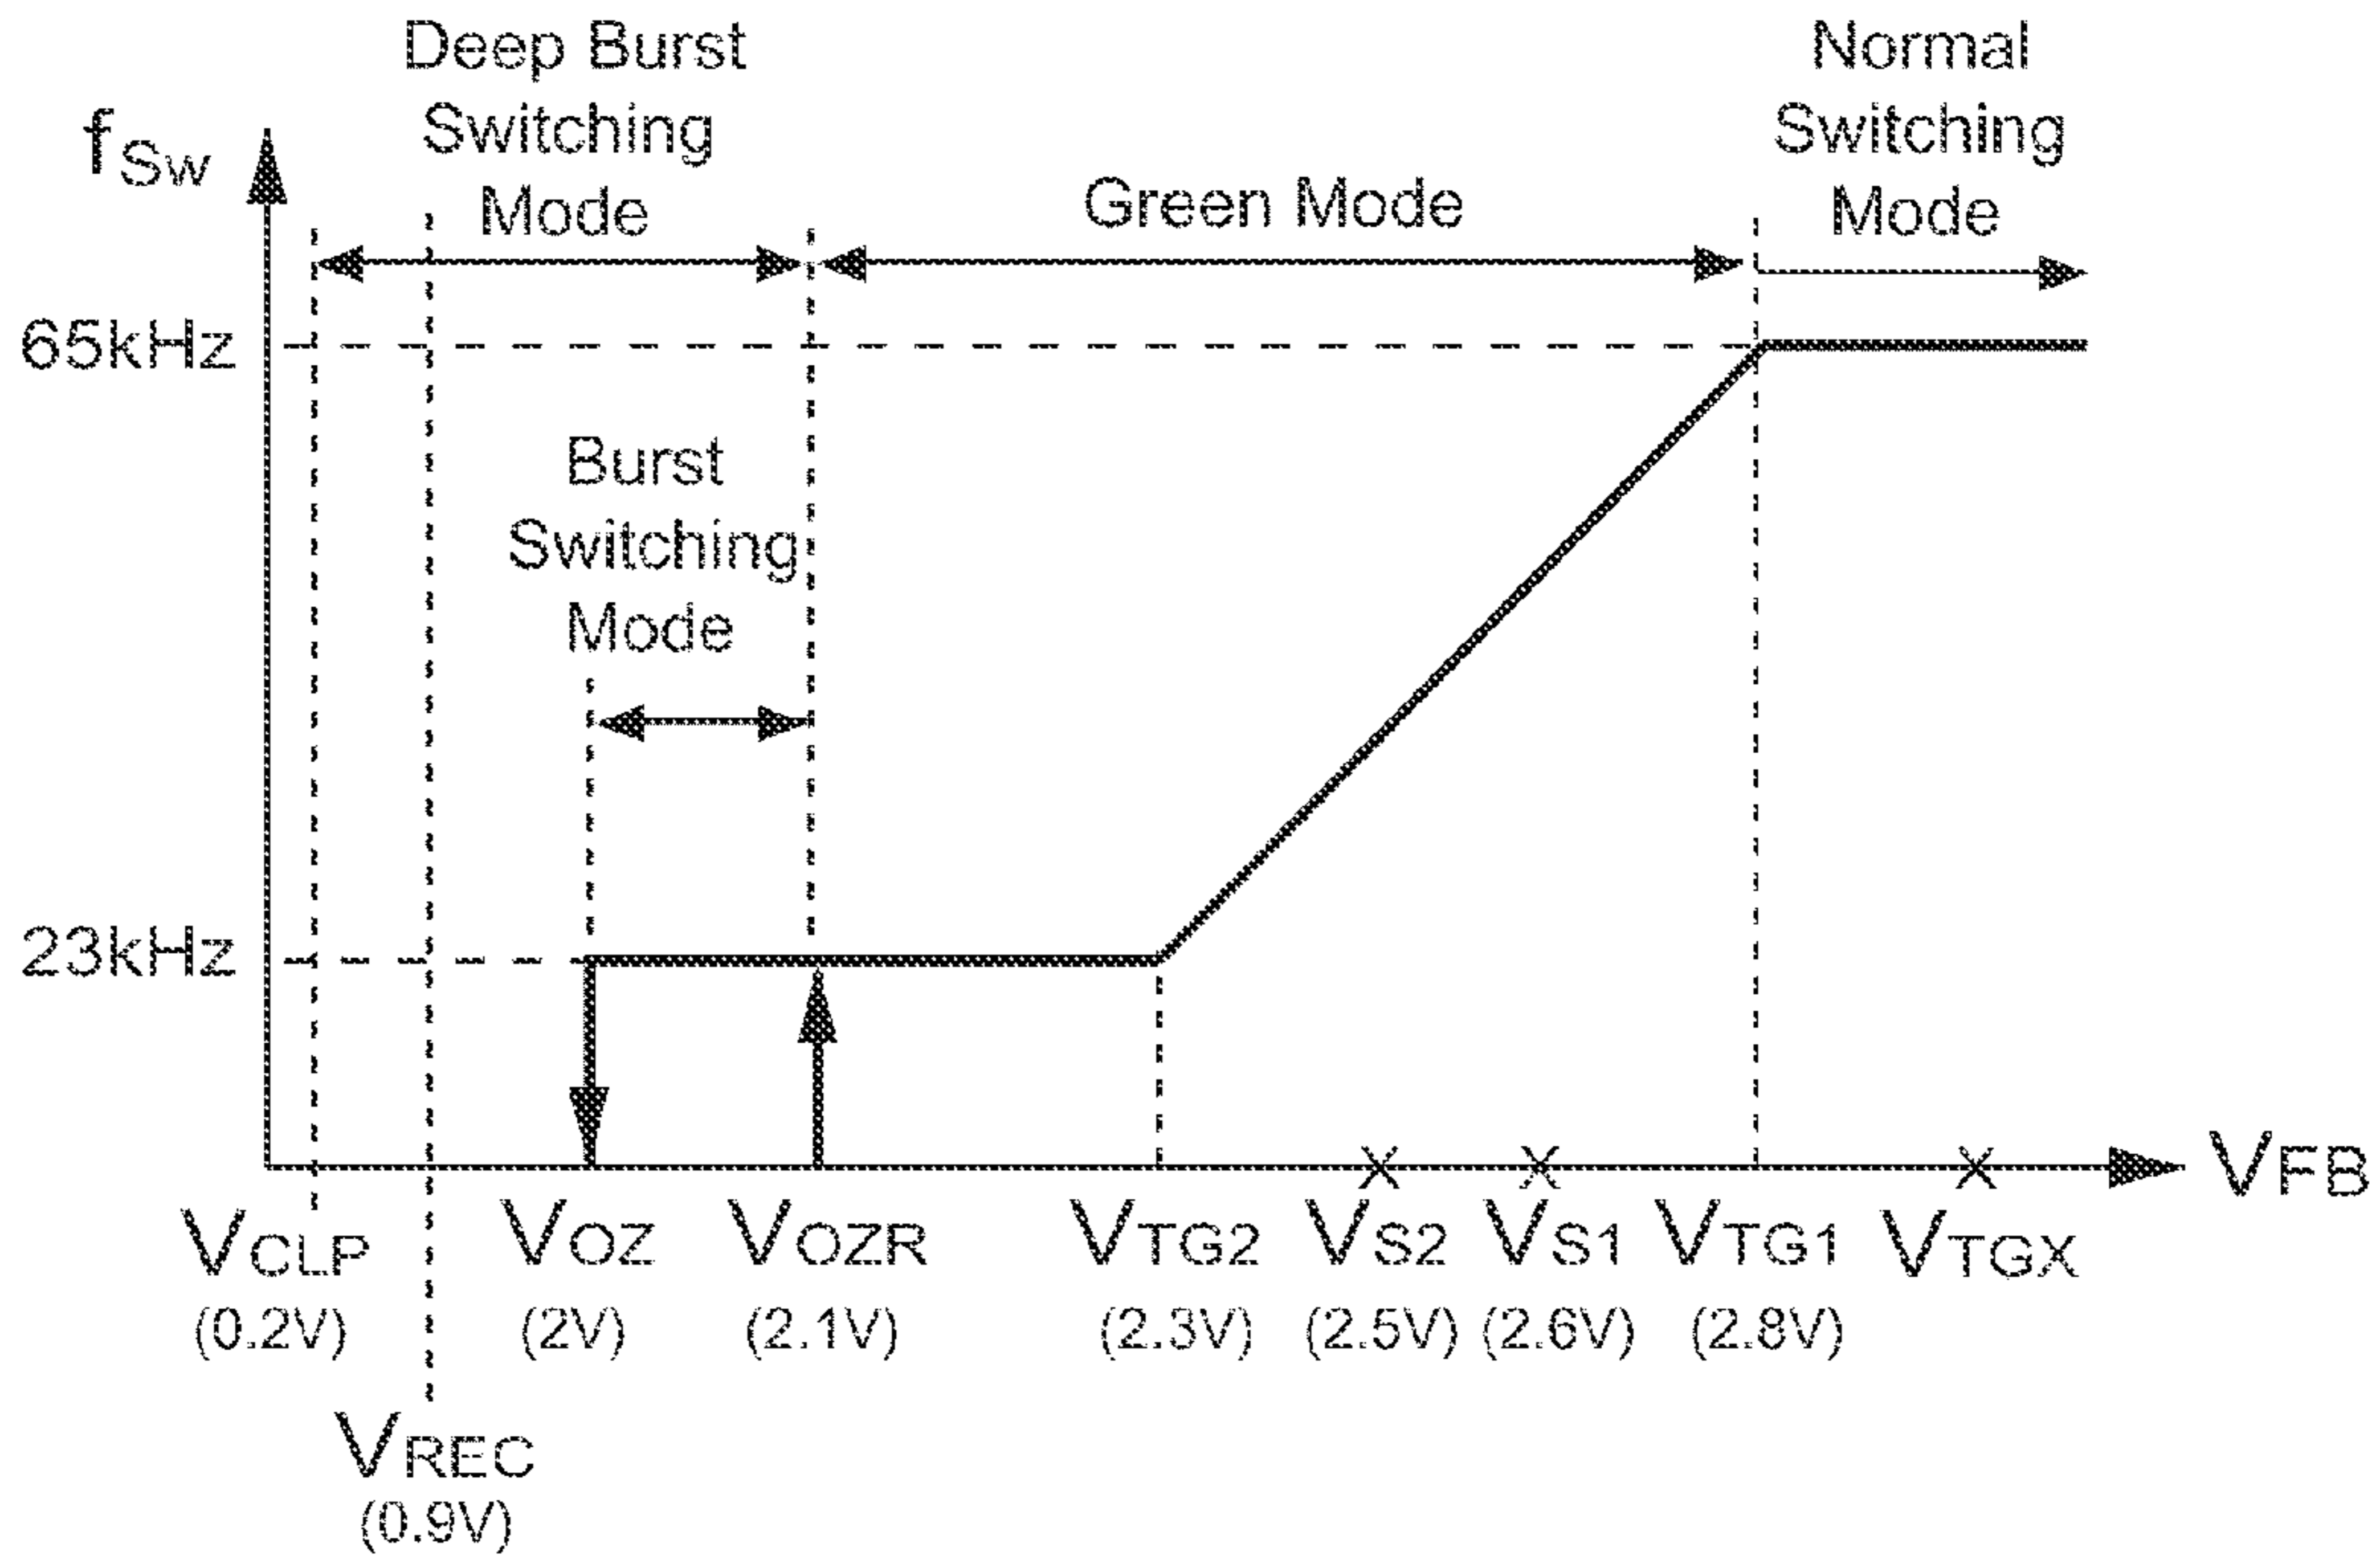 Deep Burst
Switching
Mode
Normal
Switching
Mode
Green Mode
fSw
65kHz
Burst
Switching
Mode
23kHz
VFB
VCLP
(0.2V)
VREC
(0.9V)
VOZ
(2V)
VOZR
(2.1V)
VTG2
(2.3V)
VS2
(2.5V)
VS1
(2.6V)
VTG1
(2.8V)
VTGX